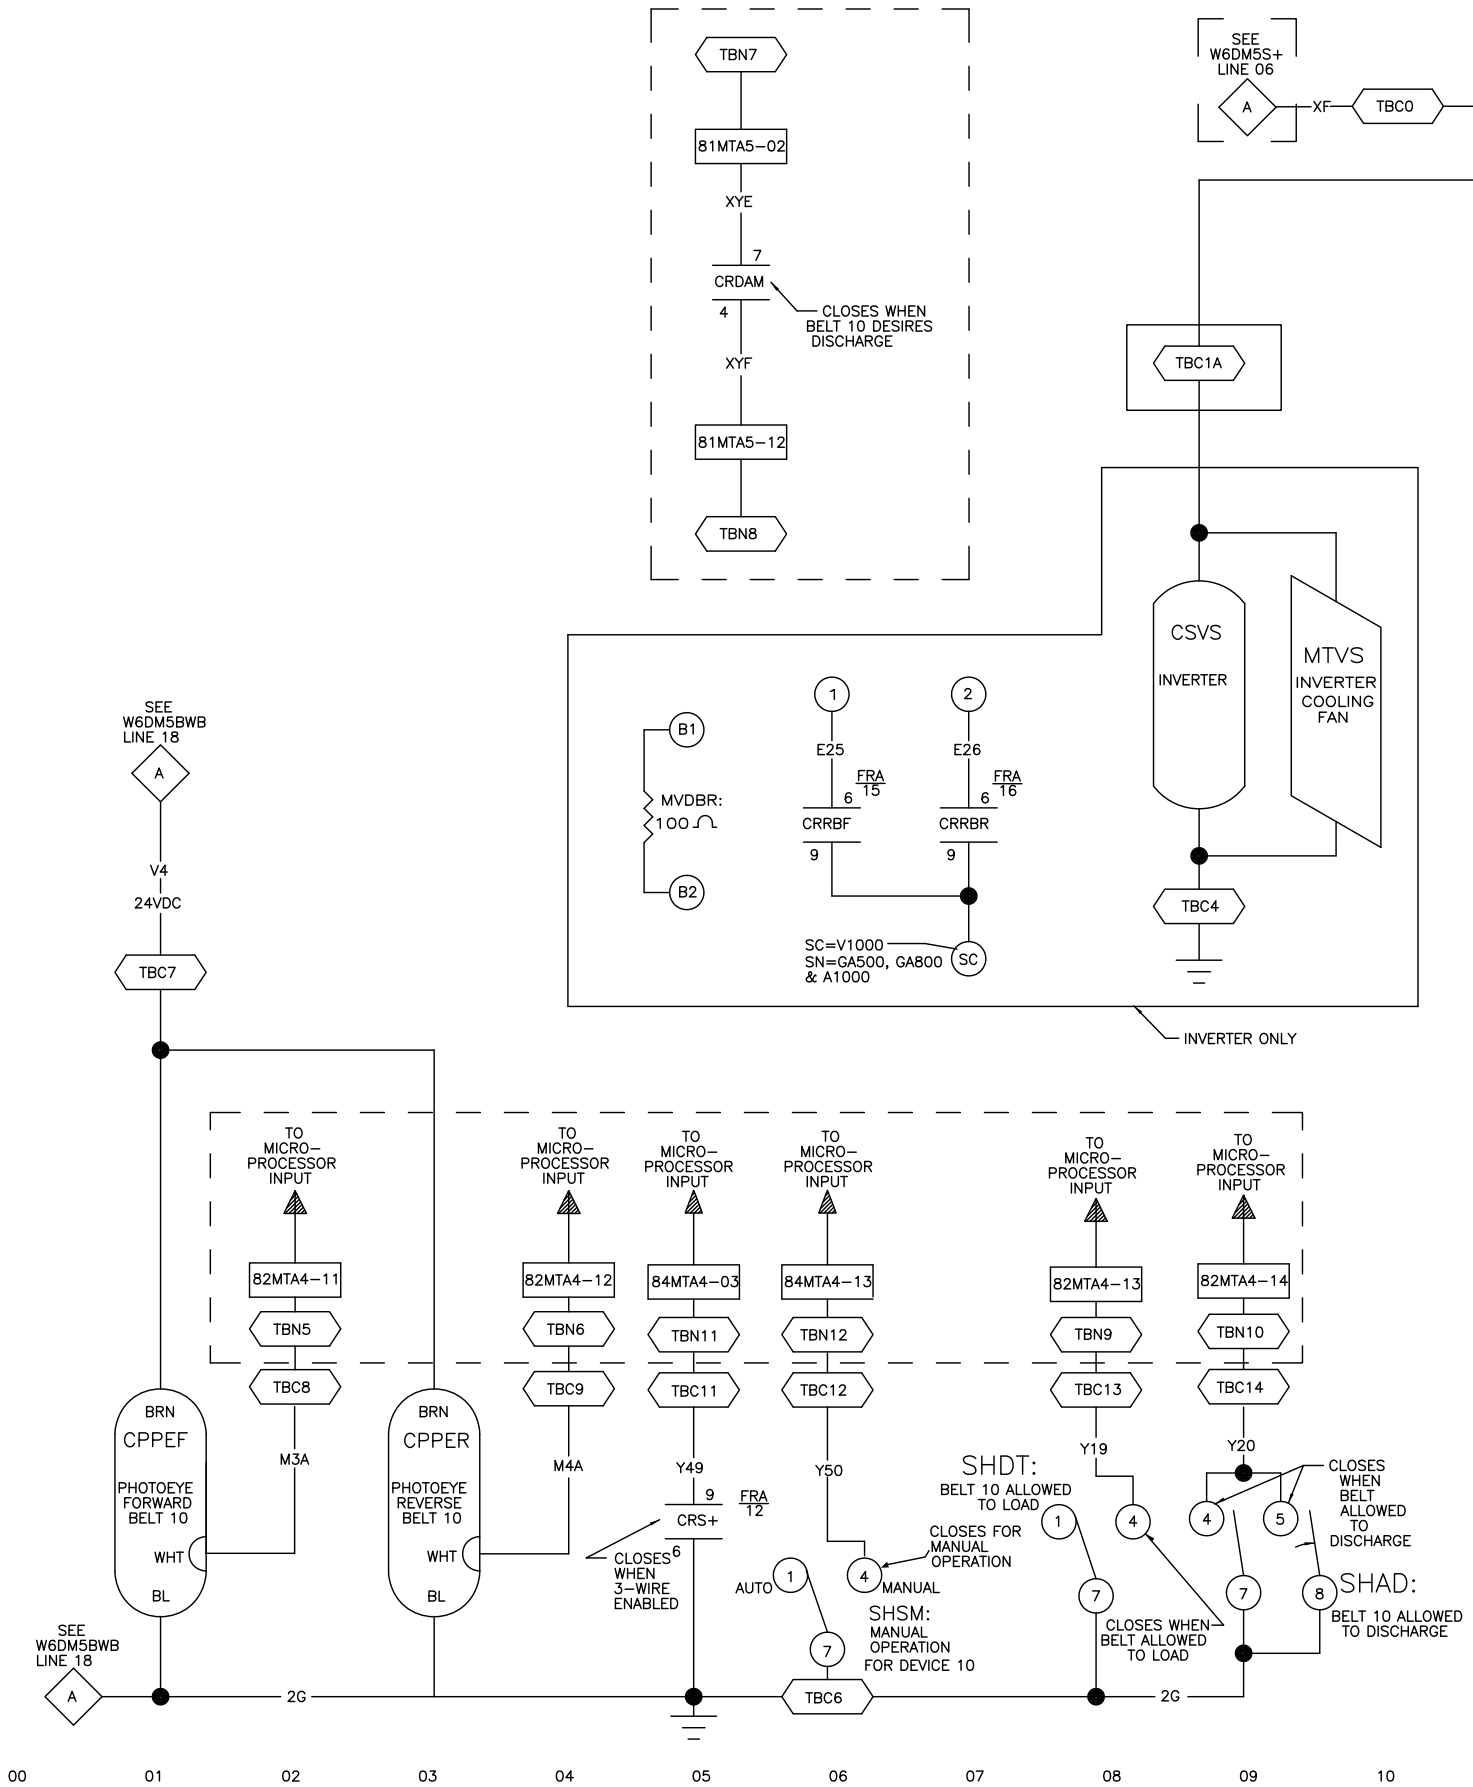 TBN7
81MTA5-02
XYE
7
CRDAM
4
CLOSES WHEN
BELT 10 DESIRES
DISCHARGE
XYF
81MTA5-12
TBN8
SEE
W6DM5S+
LINE 06
A
XF
TBC0
TBC1A
CSVS
INVERTER
MTVS
INVERTER
COOLING
FAN
TBC4
B1
MVDBR:
100
B2
1
E25
FRA
15
6
CRRBF
9
2
E26
FRA
16
6
CRRBR
9
SC=V1000
SN=GA500, GA800
& A1000
SC
INVERTER ONLY
SEE
W6DM5BWB
LINE 18
A
V4
24VDC
TBC7
TO
MICRO-
PROCESSOR
INPUT
82MTA4-11
TBN5
TBC8
M3A
TO
MICRO-
PROCESSOR
INPUT
82MTA4-12
TBN6
TBC9
M4A
TO
MICRO-
PROCESSOR
INPUT
84MTA4-03
TBN11
TBC11
Y49
9
FRA
12
CRS+
6
CLOSES
WHEN
3-WIRE
ENABLED
TO
MICRO-
PROCESSOR
INPUT
84MTA4-13
TBN12
TBC12
Y50
CLOSES FOR
MANUAL
OPERATION
AUTO
1
4
MANUAL
SHSM:
MANUAL
OPERATION
FOR DEVICE 10
7
TBC6
TO
MICRO-
PROCESSOR
INPUT
82MTA4-13
TBN9
TBC13
Y19
SHDT:
BELT 10 ALLOWED
TO LOAD
1
4
7
CLOSES WHEN
BELT ALLOWED
TO LOAD
TO
MICRO-
PROCESSOR
INPUT
82MTA4-14
TBN10
TBC14
Y20
CLOSES
WHEN
BELT
ALLOWED
TO
DISCHARGE
4
5
7
8
SHAD:
BELT 10 ALLOWED
TO DISCHARGE
BRN
CPPEF
PHOTOEYE
FORWARD
BELT 10
WHT
BL
BRN
CPPER
PHOTOEYE
REVERSE
BELT 10
WHT
BL
SEE
W6DM5BWB
LINE 18
A
2G
2G
00 01 02 03 04 05 06 07 08 09 10